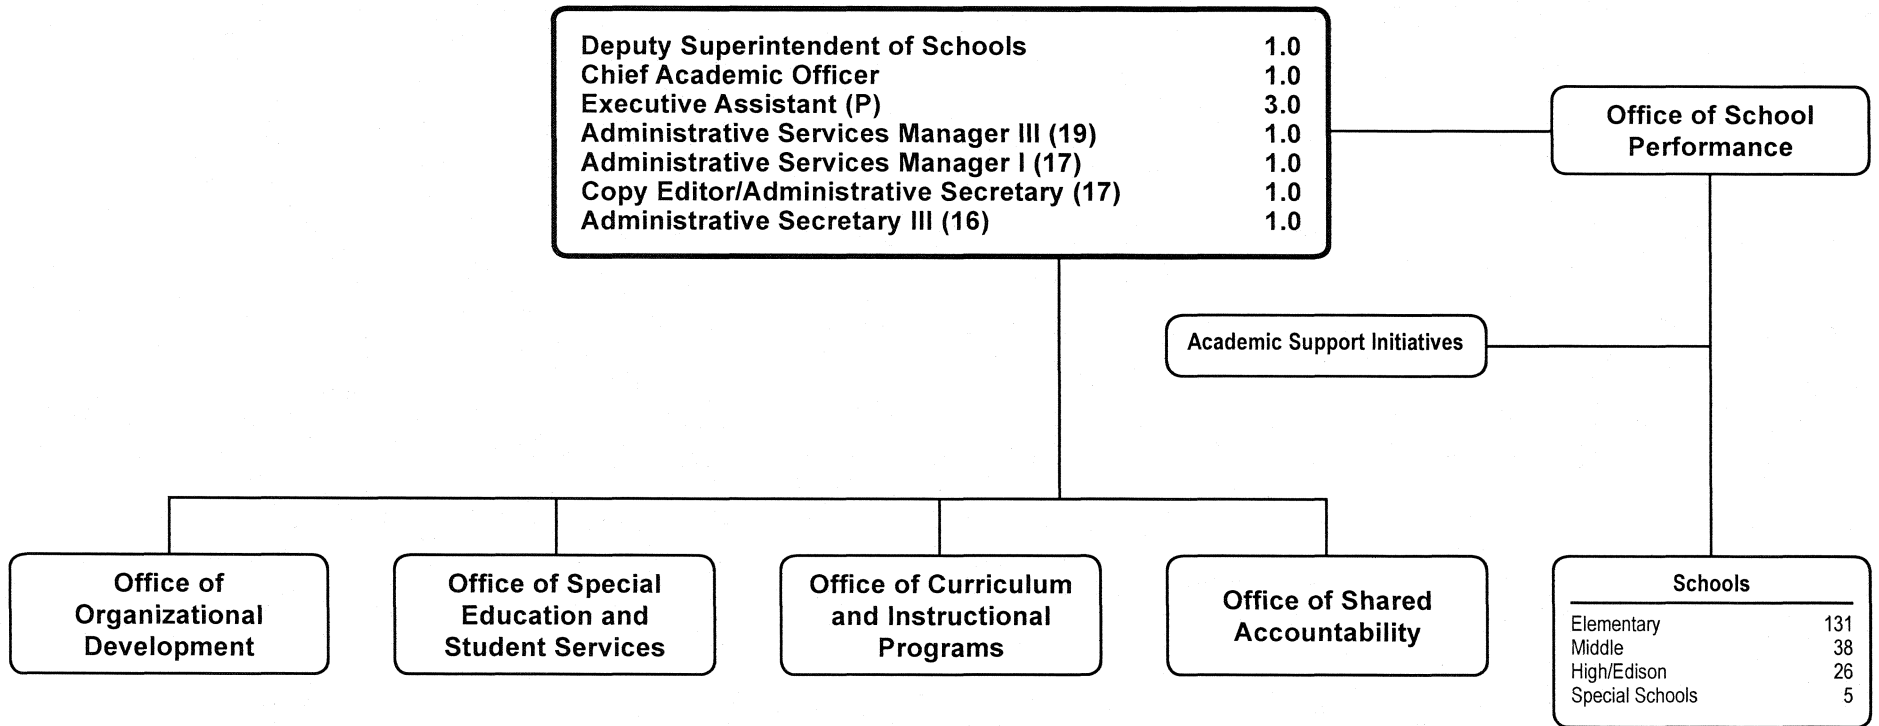 Deputy Superintendent of Schools 1.0
Chief Academic Officer 1.0
Executive Assistant (P) 3.0
Administrative Services Manager III (19) 1.0
Administrative Services Manager I (17) 1.0
Copy Editor/Administrative Secretary (17) 1.0
Administrative Secretary III (16) 1.0
Office of School
Performance
Academic Support Initiatives
Office of
Organizational
Development
Office of Special
Education and
Student Services
Office of Curriculum
and Instructional
Programs
Office of Shared
Accountability
Schools
Elementary 131
Middle 38
High/Edison 26
Special Schools 5